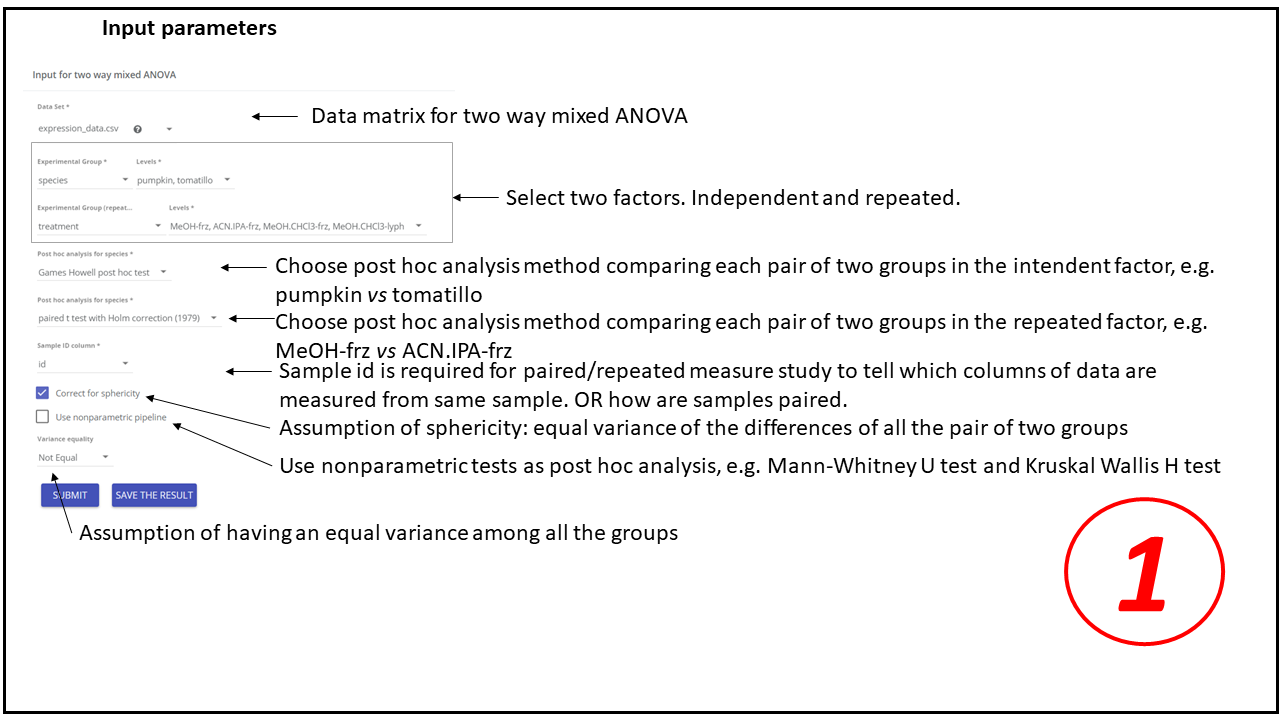 Input parameters
Input for two way mixed ANOVA
Data Set *
expression_data.csv ?
Data matrix for two way mixed ANOVA
Experimental Group * Levels *
species pumpkin, tomatillo
Select two factors. Independent and repeated.
Experimental Group (repeat... Levels *
treatment MeOH-frz, ACN.IPA-frz, MeOH.CHCl3-frz, MeOH.CHCl3-lyph
Post hoc analysis for species *
Games Howell post hoc test
Choose post hoc analysis method comparing each pair of two groups in the intendent factor, e.g.
pumpkin vs tomatillo
Post hoc analysis for species *
paired t test with Holm correction (1979)
Choose post hoc analysis method comparing each pair of two groups in the repeated factor, e.g.
MeOH-frz vs ACN.IPA-frz
Sample ID column *
id
Sample id is required for paired/repeated measure study to tell which columns of data are
measured from same sample. OR how are samples paired.
Correct for sphericity
Assumption of sphericity: equal variance of the differences of all the pair of two groups
Use nonparametric pipeline
Use nonparametric tests as post hoc analysis, e.g. Mann-Whitney U test and Kruskal Wallis H test
Variance equality
Not Equal
SUBMIT SAVE THE RESULT
Assumption of having an equal variance among all the groups
1